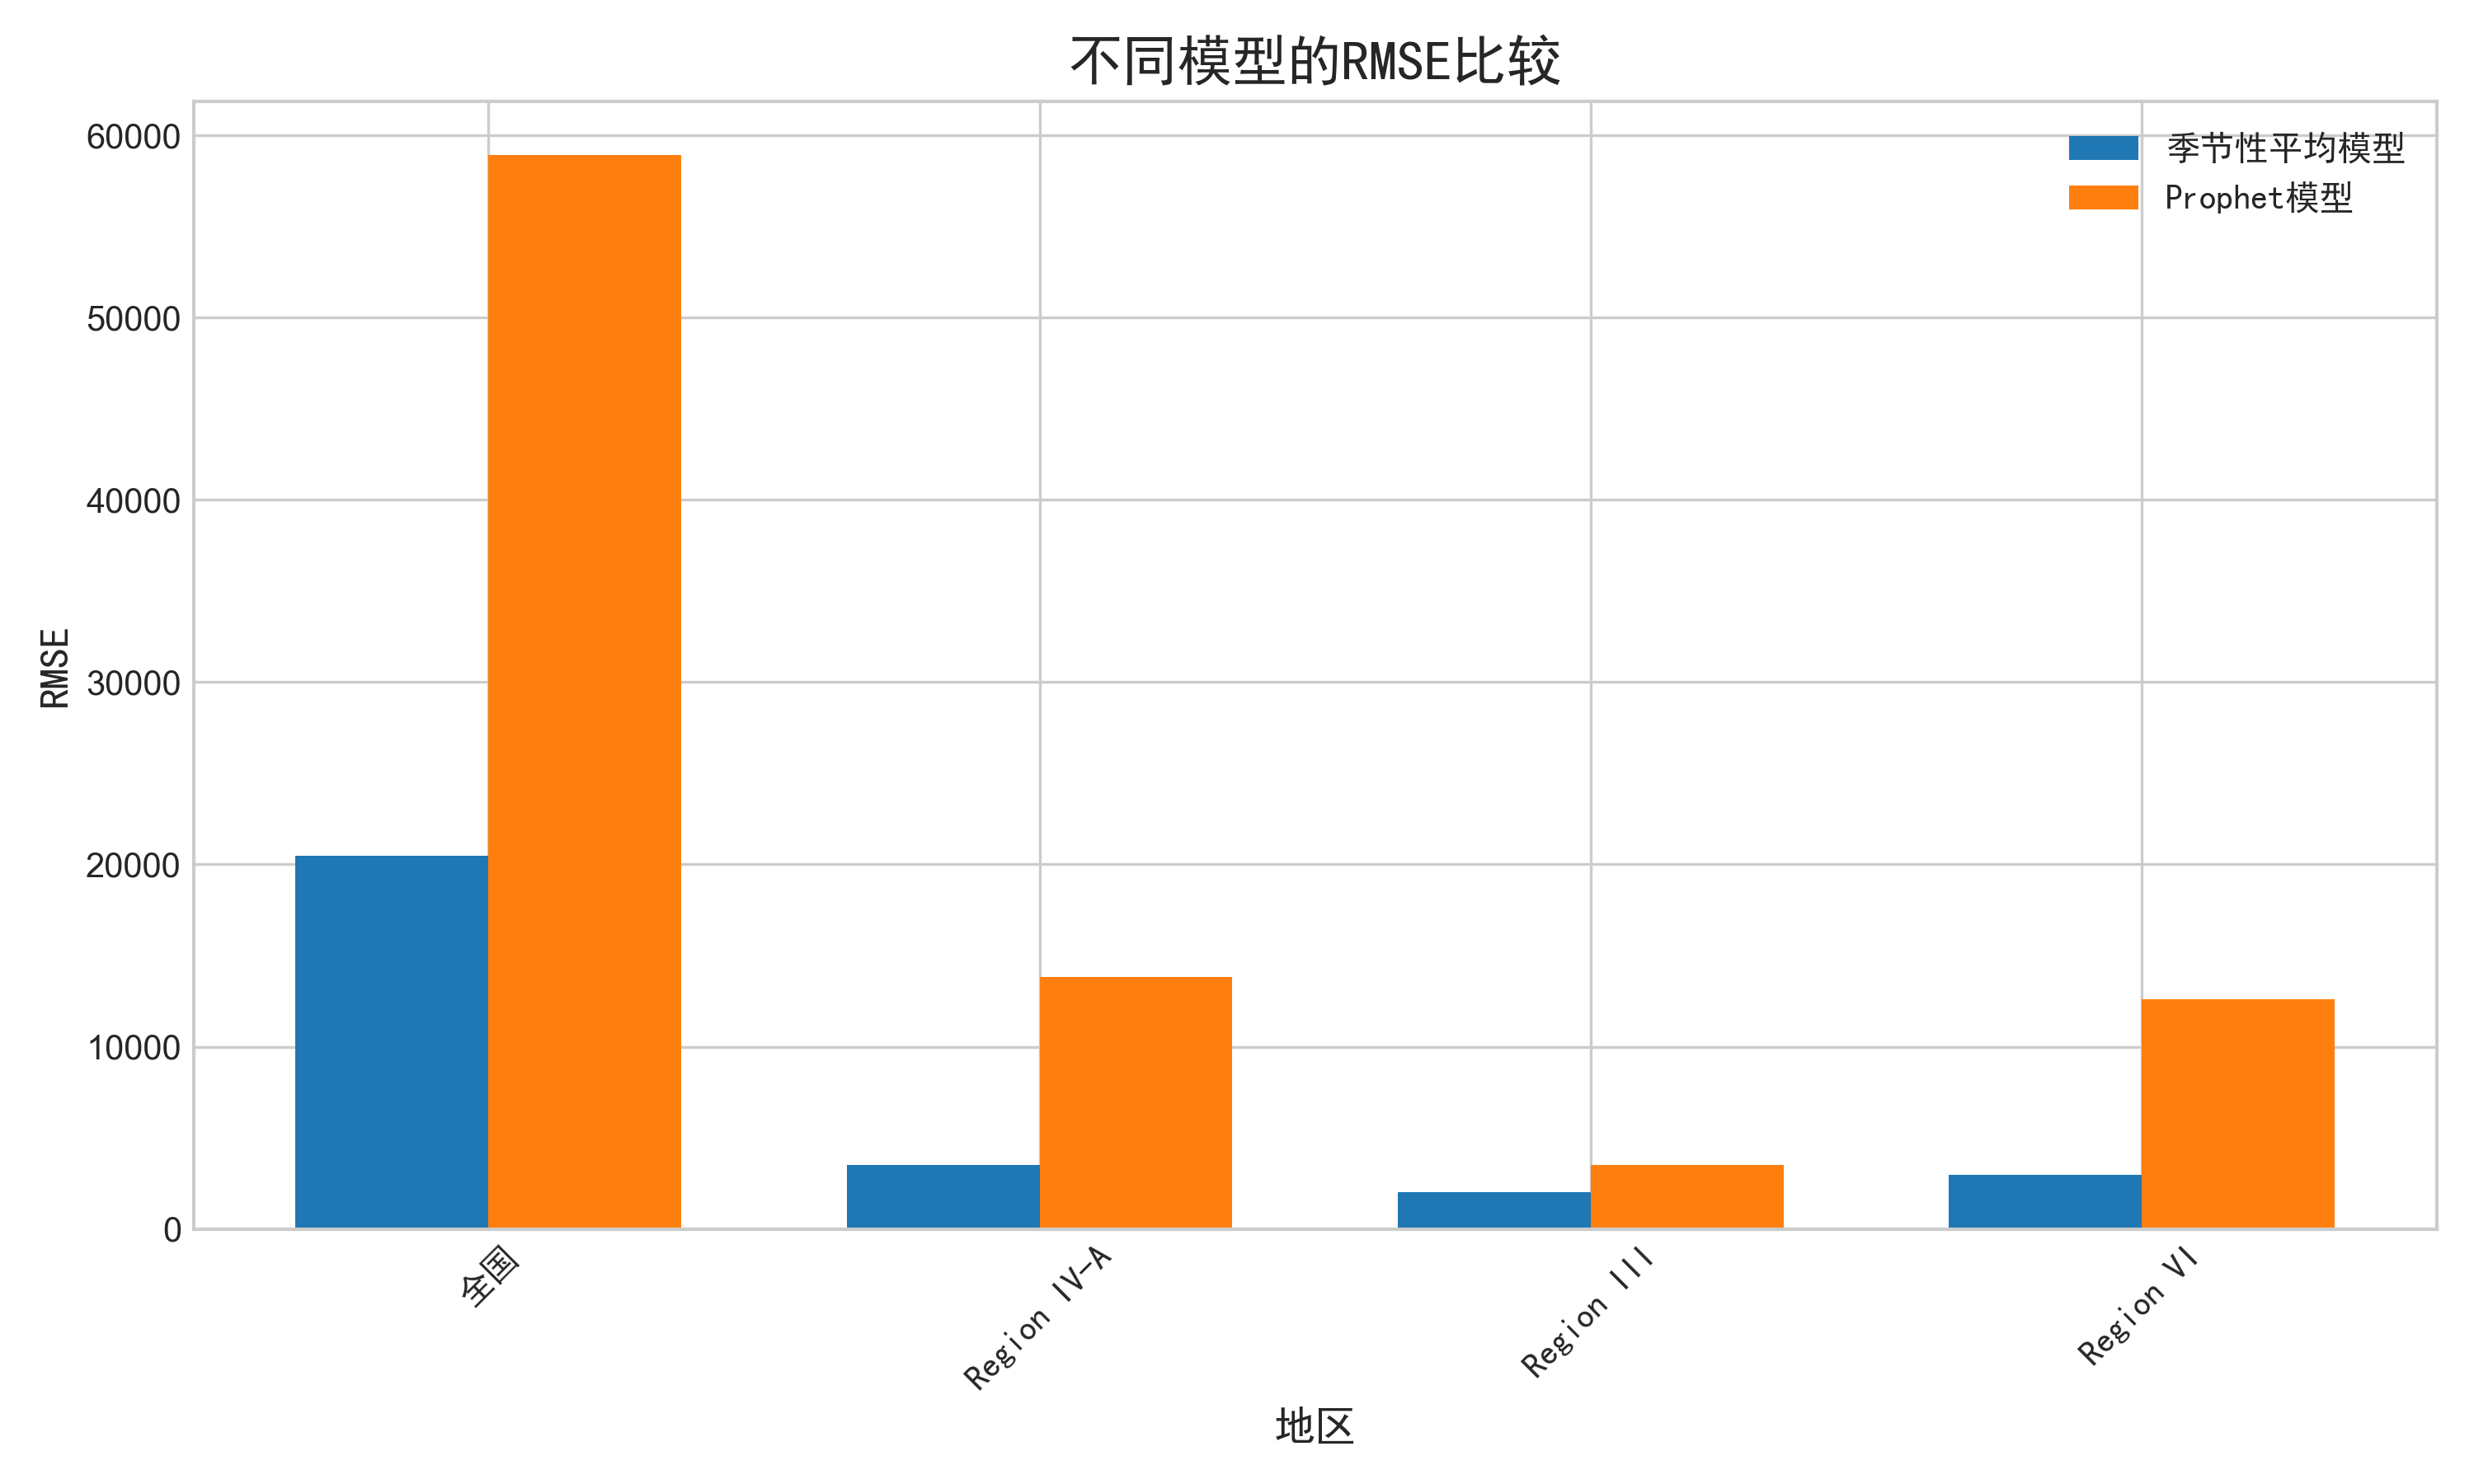 不同模型的RMSE比较
季节性平均模型
Prophet模型
60000
50000
40000
30000
20000
10000
0
RMSE
全国
Region IV-A
Region III
Region VI
地区